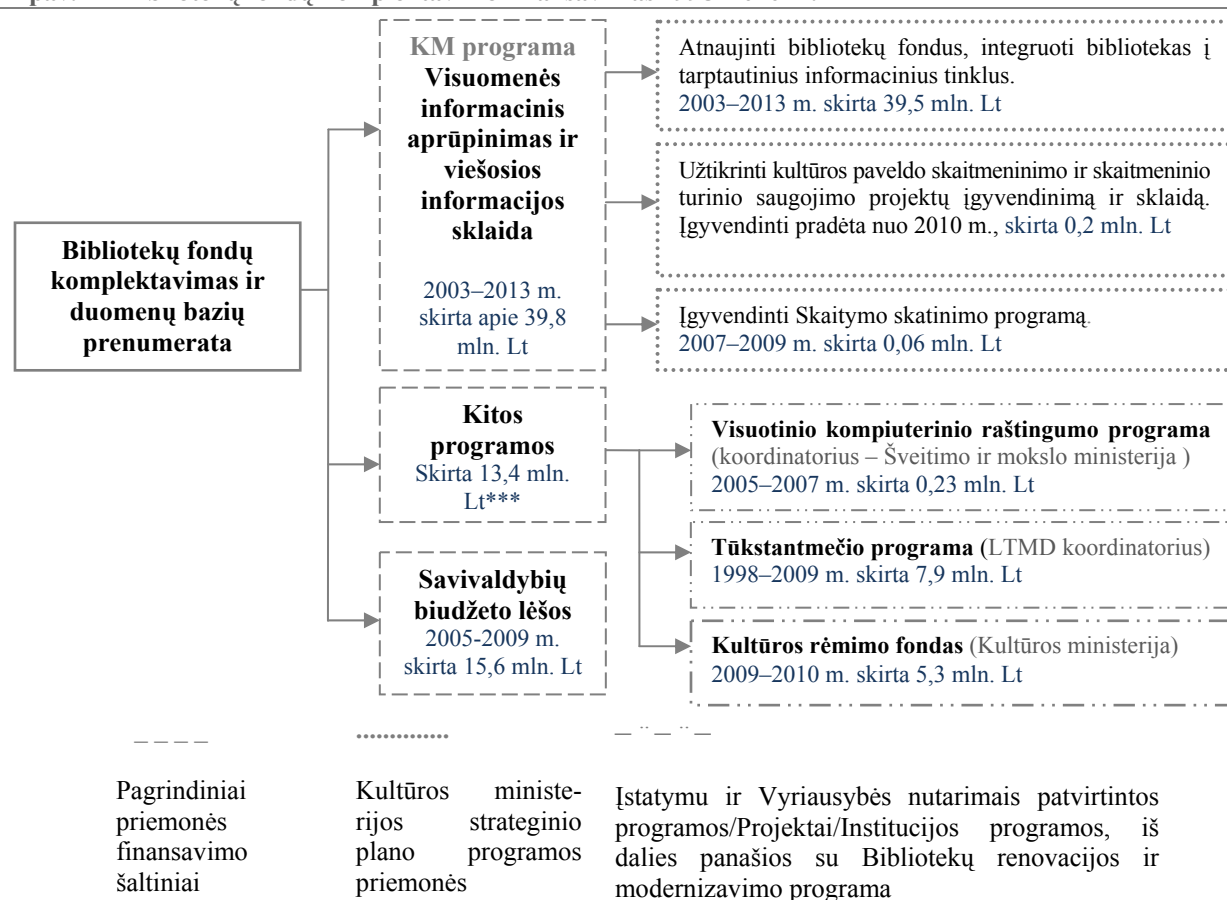 Bibliotekų fondų
komplektavimas ir
duomenų bazių
prenumerata
KM programa
Visuomenės
informacinis
aprūpinimas ir
viešosios
informacijos
sklaida
2003–2013 m.
skirta apie 39,8
mln. Lt
Atnaujinti bibliotekų fondus, integruoti bibliotekas į
tarptautinius informacinius tinklus.
2003–2013 m. skirta 39,5 mln. Lt
Užtikrinti kultūros paveldo skaitmeninimo ir skaitmeninio
turinio saugojimo projektų įgyvendinimą ir sklaidą.
Įgyvendinti pradėta nuo 2010 m., skirta 0,2 mln. Lt
Įgyvendinti Skaitymo skatinimo programą.
2007–2009 m. skirta 0,06 mln. Lt
Kitos
programos
Skirta 13,4 mln.
Lt***
Visuotinio kompiuterinio raštingumo programa
(koordinatorius – Šveitimo ir mokslo ministerija )
2005–2007 m. skirta 0,23 mln. Lt
Tūkstantmečio programa (LTMD koordinatorius)
1998–2009 m. skirta 7,9 mln. Lt
Kultūros rėmimo fondas (Kultūros ministerija)
2009–2010 m. skirta 5,3 mln. Lt
Savivaldybių
biudžeto lėšos
2005-2009 m.
skirta 15,6 mln. Lt
Pagrindiniai
priemonės
finansavimo
šaltiniai
Kultūros ministe-
rijos strateginio
plano programos
priemonės
Įstatymu ir Vyriausybės nutarimais patvirtintos
programos/Projektai/Institucijos programos, iš
dalies panašios su Bibliotekų renovacijos ir
modernizavimo programa